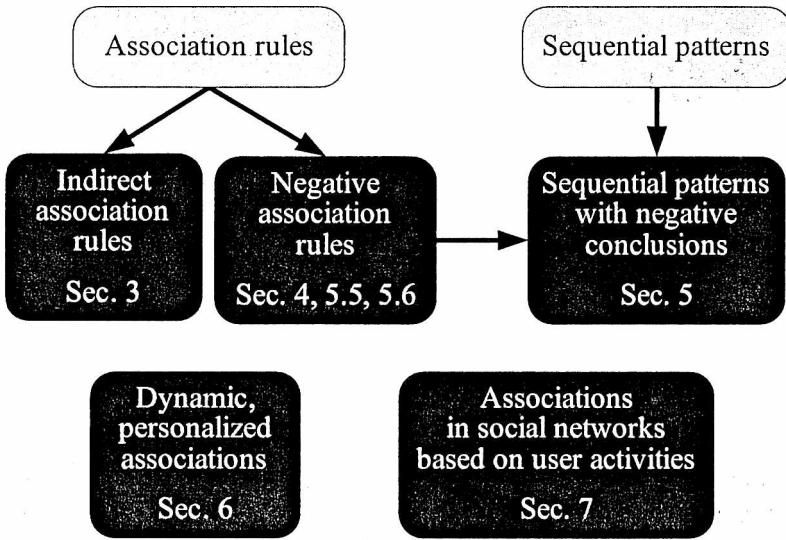 Association rules
Sequential patterns
Indirect
association
rules
Sec. 3
Negative
association
rules
Sec. 4, 5.5, 5.6
Sequential patterns
with negative
conclusions
Sec. 5
Dynamic,
personalized
associations
Sec. 6
Associations
in social networks
based on user activities
Sec. 7